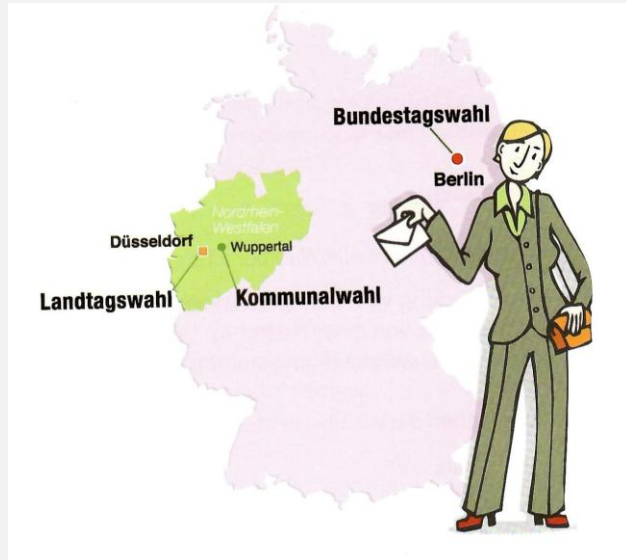 Bundestagswahl
Berlin
Nordrhein-
Westfalen
Düsseldorf
Wuppertal
Landtagswahl
Kommunalwahl